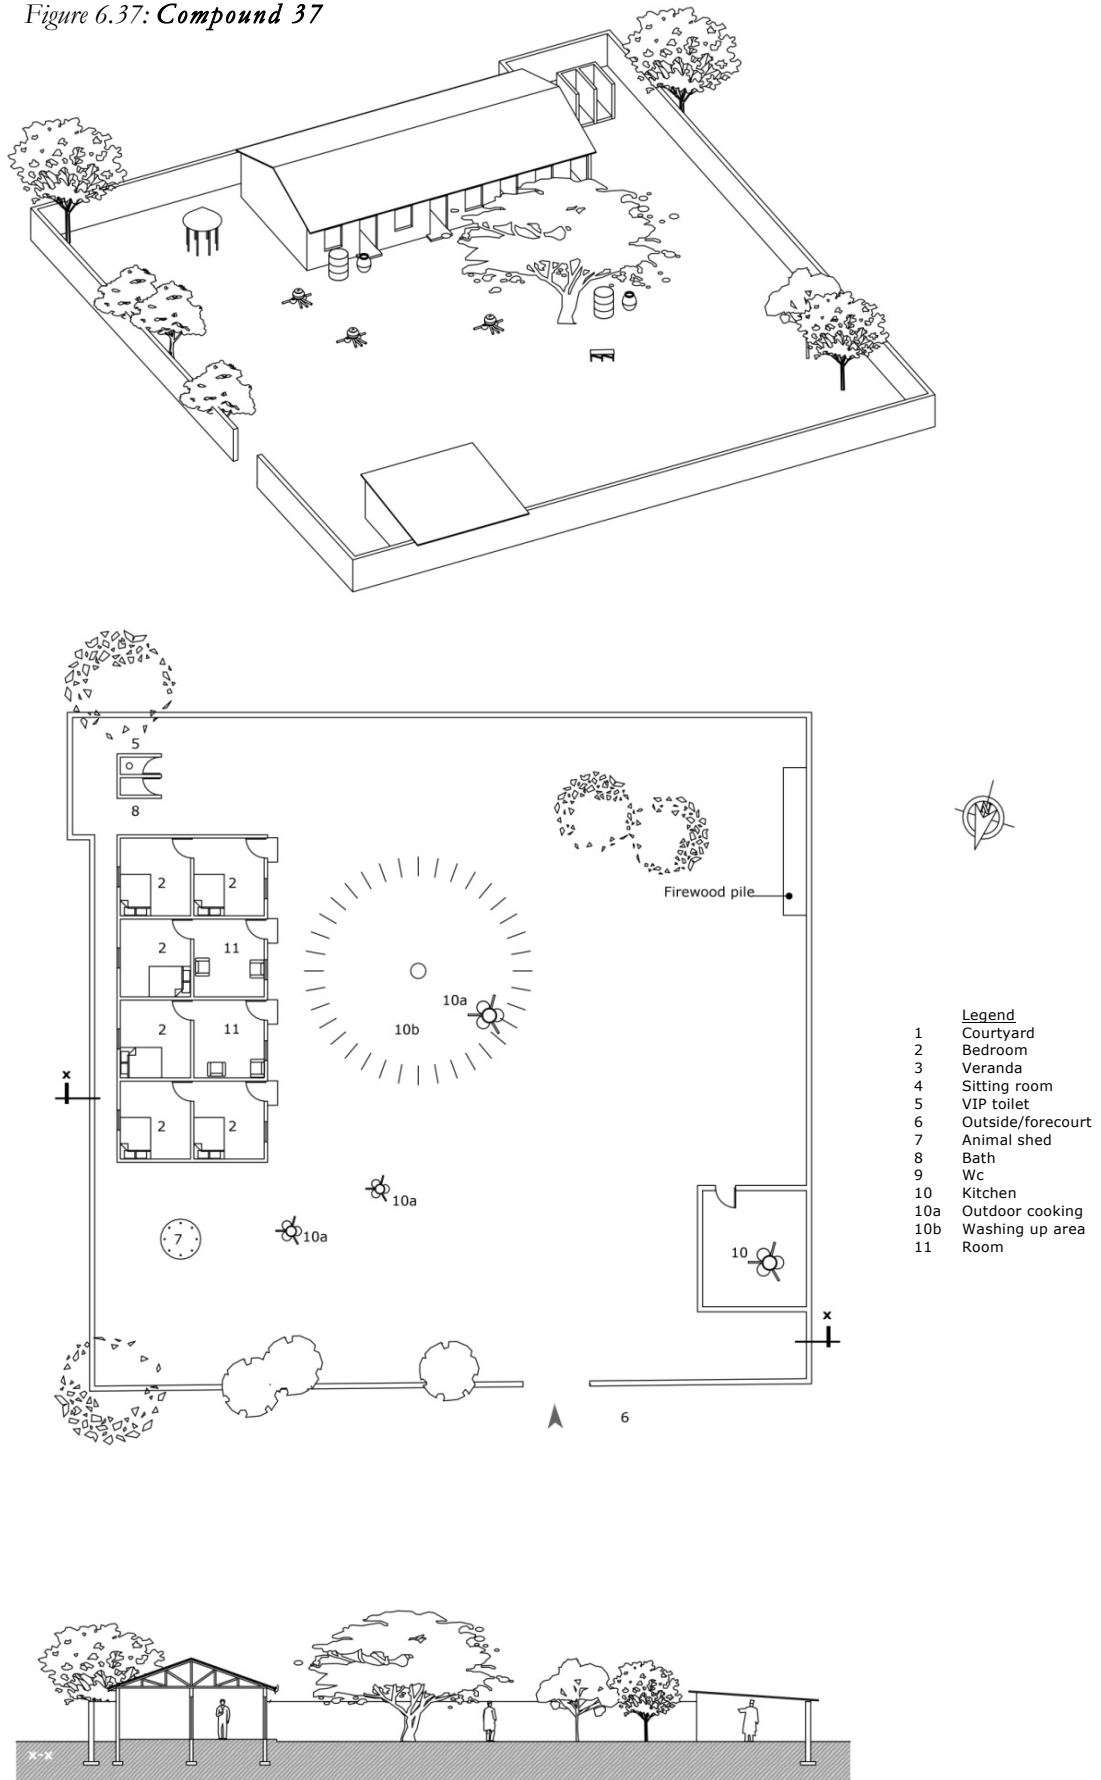 Figure 6.37: Compound 37
5
8
2
2
Firewood pile
2
11
10a
10b
2
11
x
2
2
10a
10a
7
10
x
6
N
Legend
1 Courtyard
2 Bedroom
3 Veranda
4 Sitting room
5 VIP toilet
6 Outside/forecourt
7 Animal shed
8 Bath
9 Wc
10 Kitchen
10a Outdoor cooking
10b Washing up area
11 Room
x-x